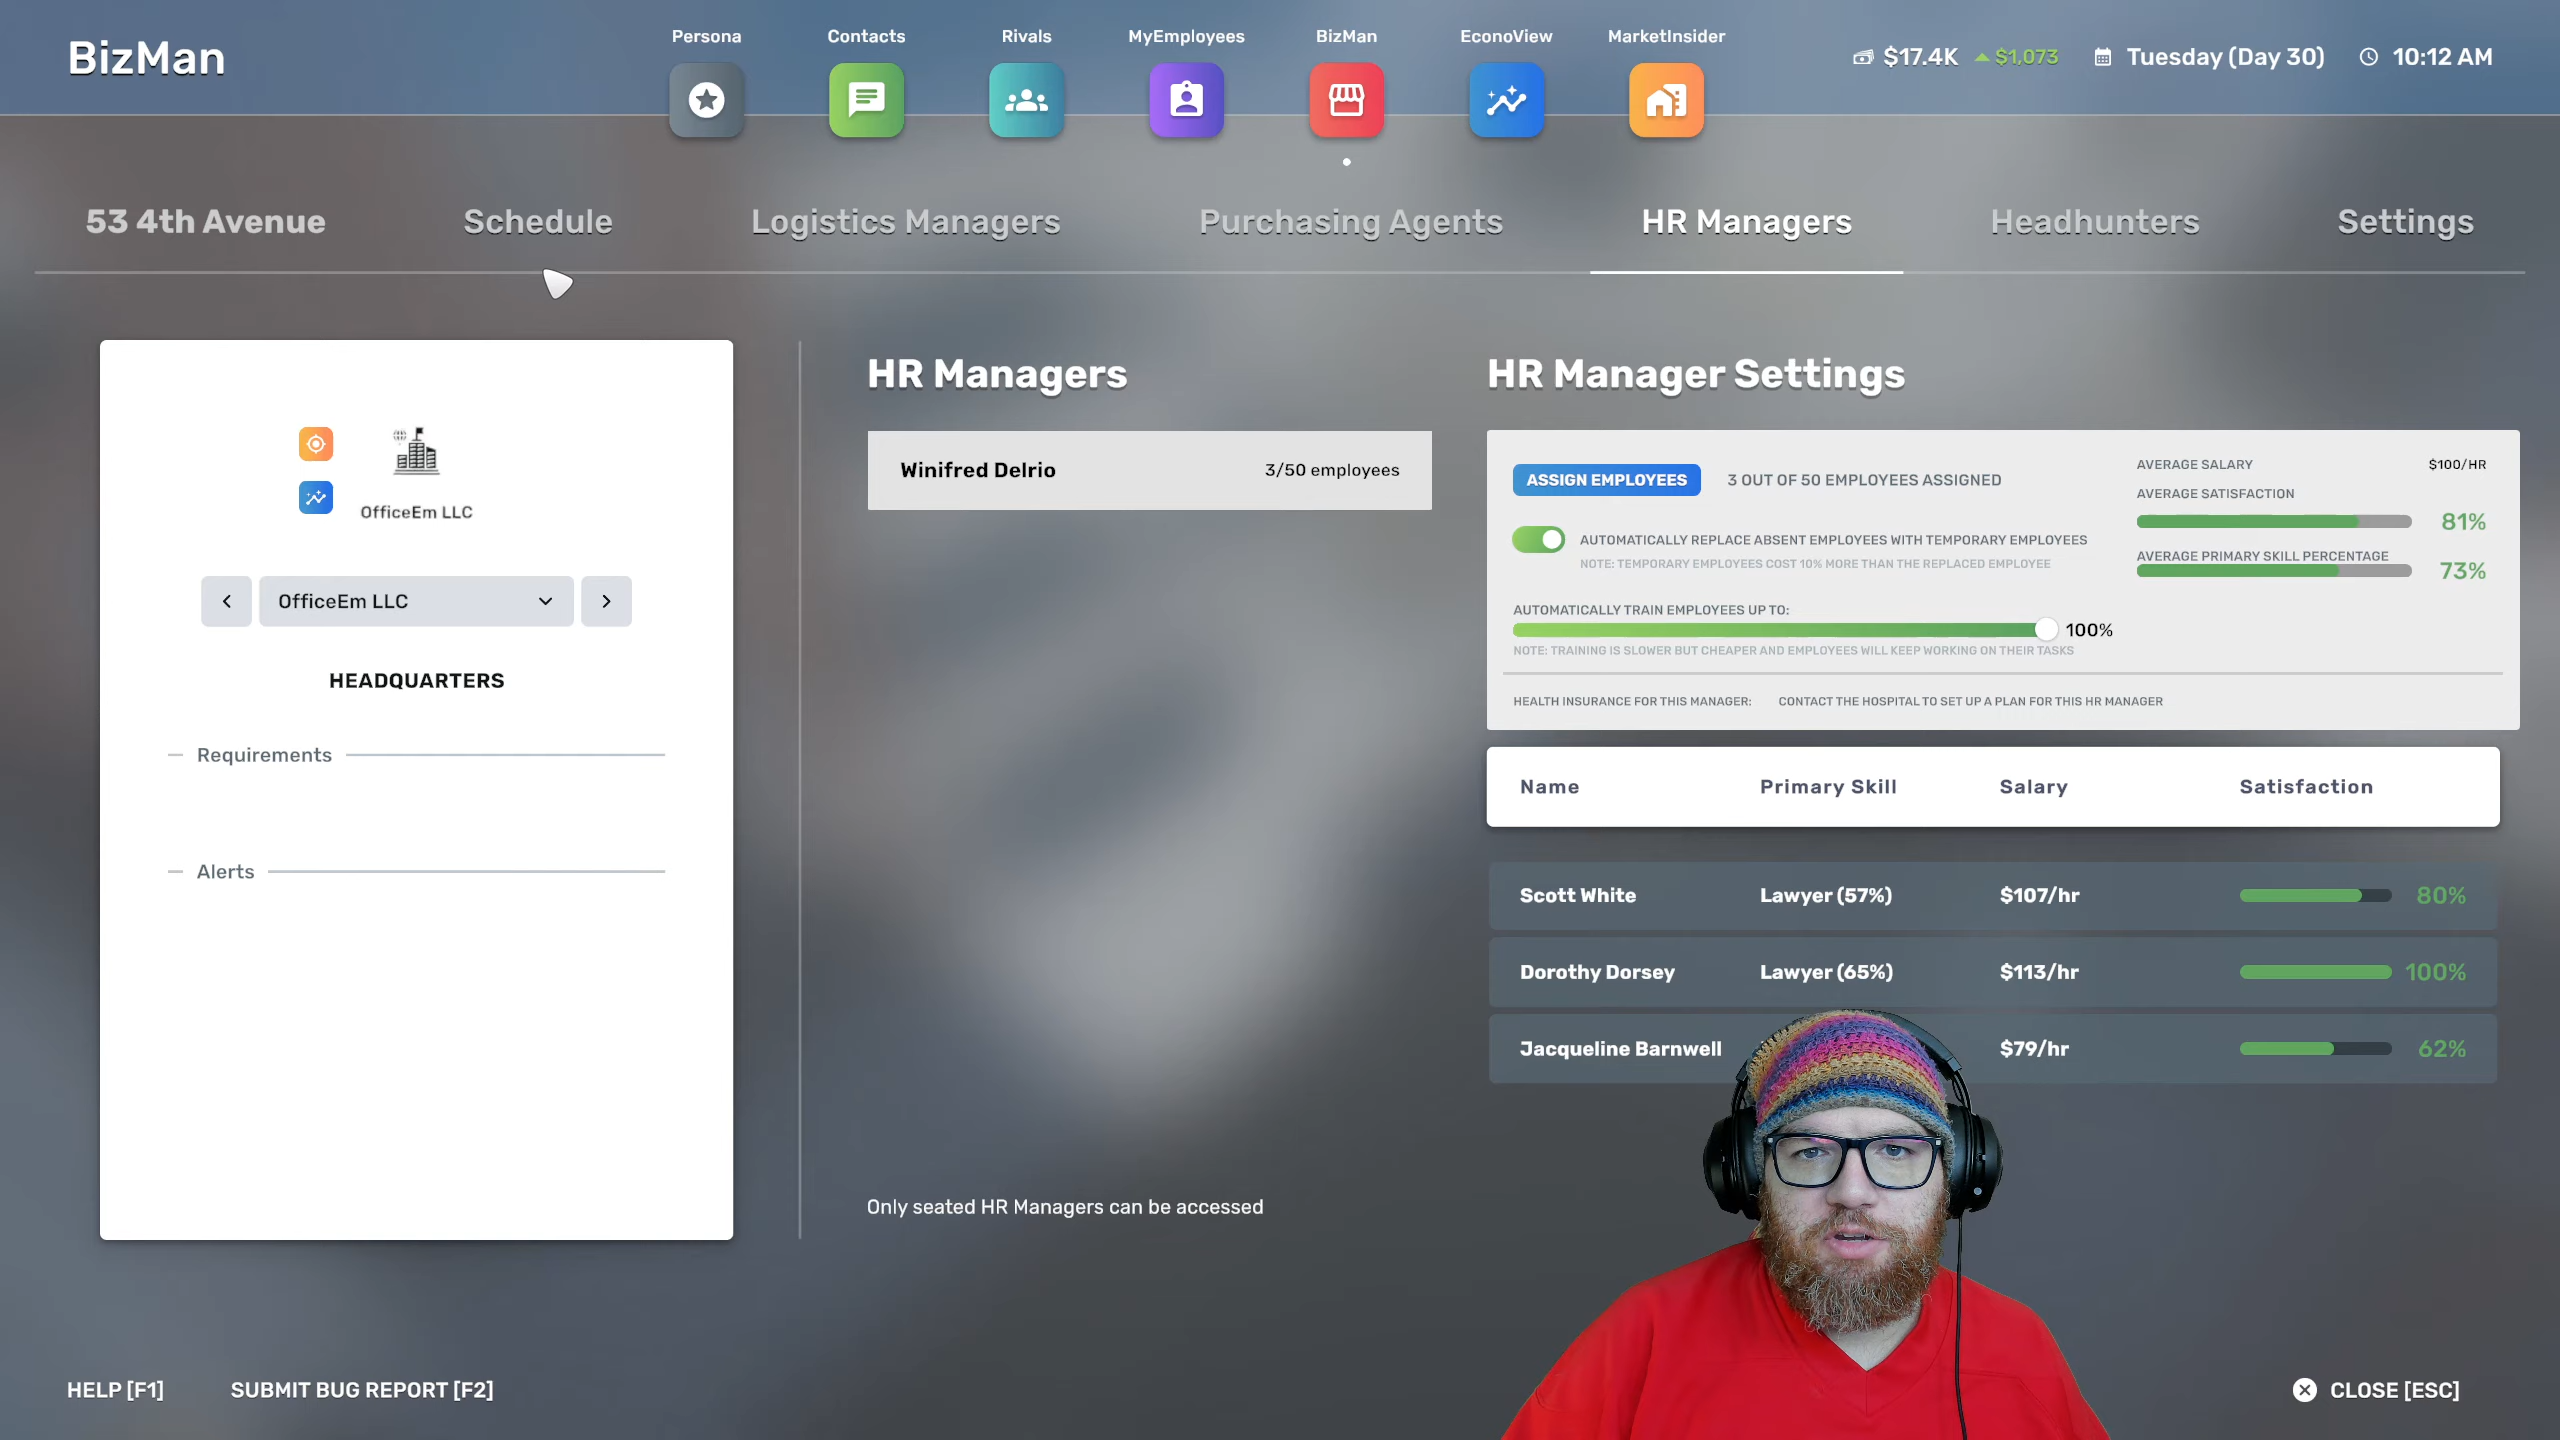 BizMan
Persona
Contacts
Rivals
MyEmployees
BizMan
EconoView
MarketInsider
$17.4K
$1,073
Tuesday (Day 30)
10:12 AM
53 4th Avenue
Schedule
Logistics Managers
Purchasing Agents
HR Managers
Headhunters
Settings
OfficeEm LLC
OfficeEm LLC
HEADQUARTERS
Requirements
Alerts
HR Managers
Winifred Delrio
3/50 employees
Only seated HR Managers can be accessed
HR Manager Settings
ASSIGN EMPLOYEES
3 OUT OF 50 EMPLOYEES ASSIGNED
AUTOMATICALLY REPLACE ABSENT EMPLOYEES WITH TEMPORARY EMPLOYEES
NOTE: TEMPORARY EMPLOYEES COST 10% MORE THAN THE REPLACED EMPLOYEE
AUTOMATICALLY TRAIN EMPLOYEES UP TO:
100%
NOTE: TRAINING IS SLOWER BUT CHEAPER AND EMPLOYEES WILL KEEP WORKING ON THEIR TASKS
AVERAGE SALARY
$100/HR
AVERAGE SATISFACTION
81%
AVERAGE PRIMARY SKILL PERCENTAGE
73%
HEALTH INSURANCE FOR THIS MANAGER:
CONTACT THE HOSPITAL TO SET UP A PLAN FOR THIS HR MANAGER
Name Primary Skill Salary Satisfaction
Scott White Lawyer (57%) $107/hr 80%
Dorothy Dorsey Lawyer (65%) $113/hr 100%
Jacqueline Barnwell $79/hr 62%
HELP [F1]
SUBMIT BUG REPORT [F2]
CLOSE [ESC]